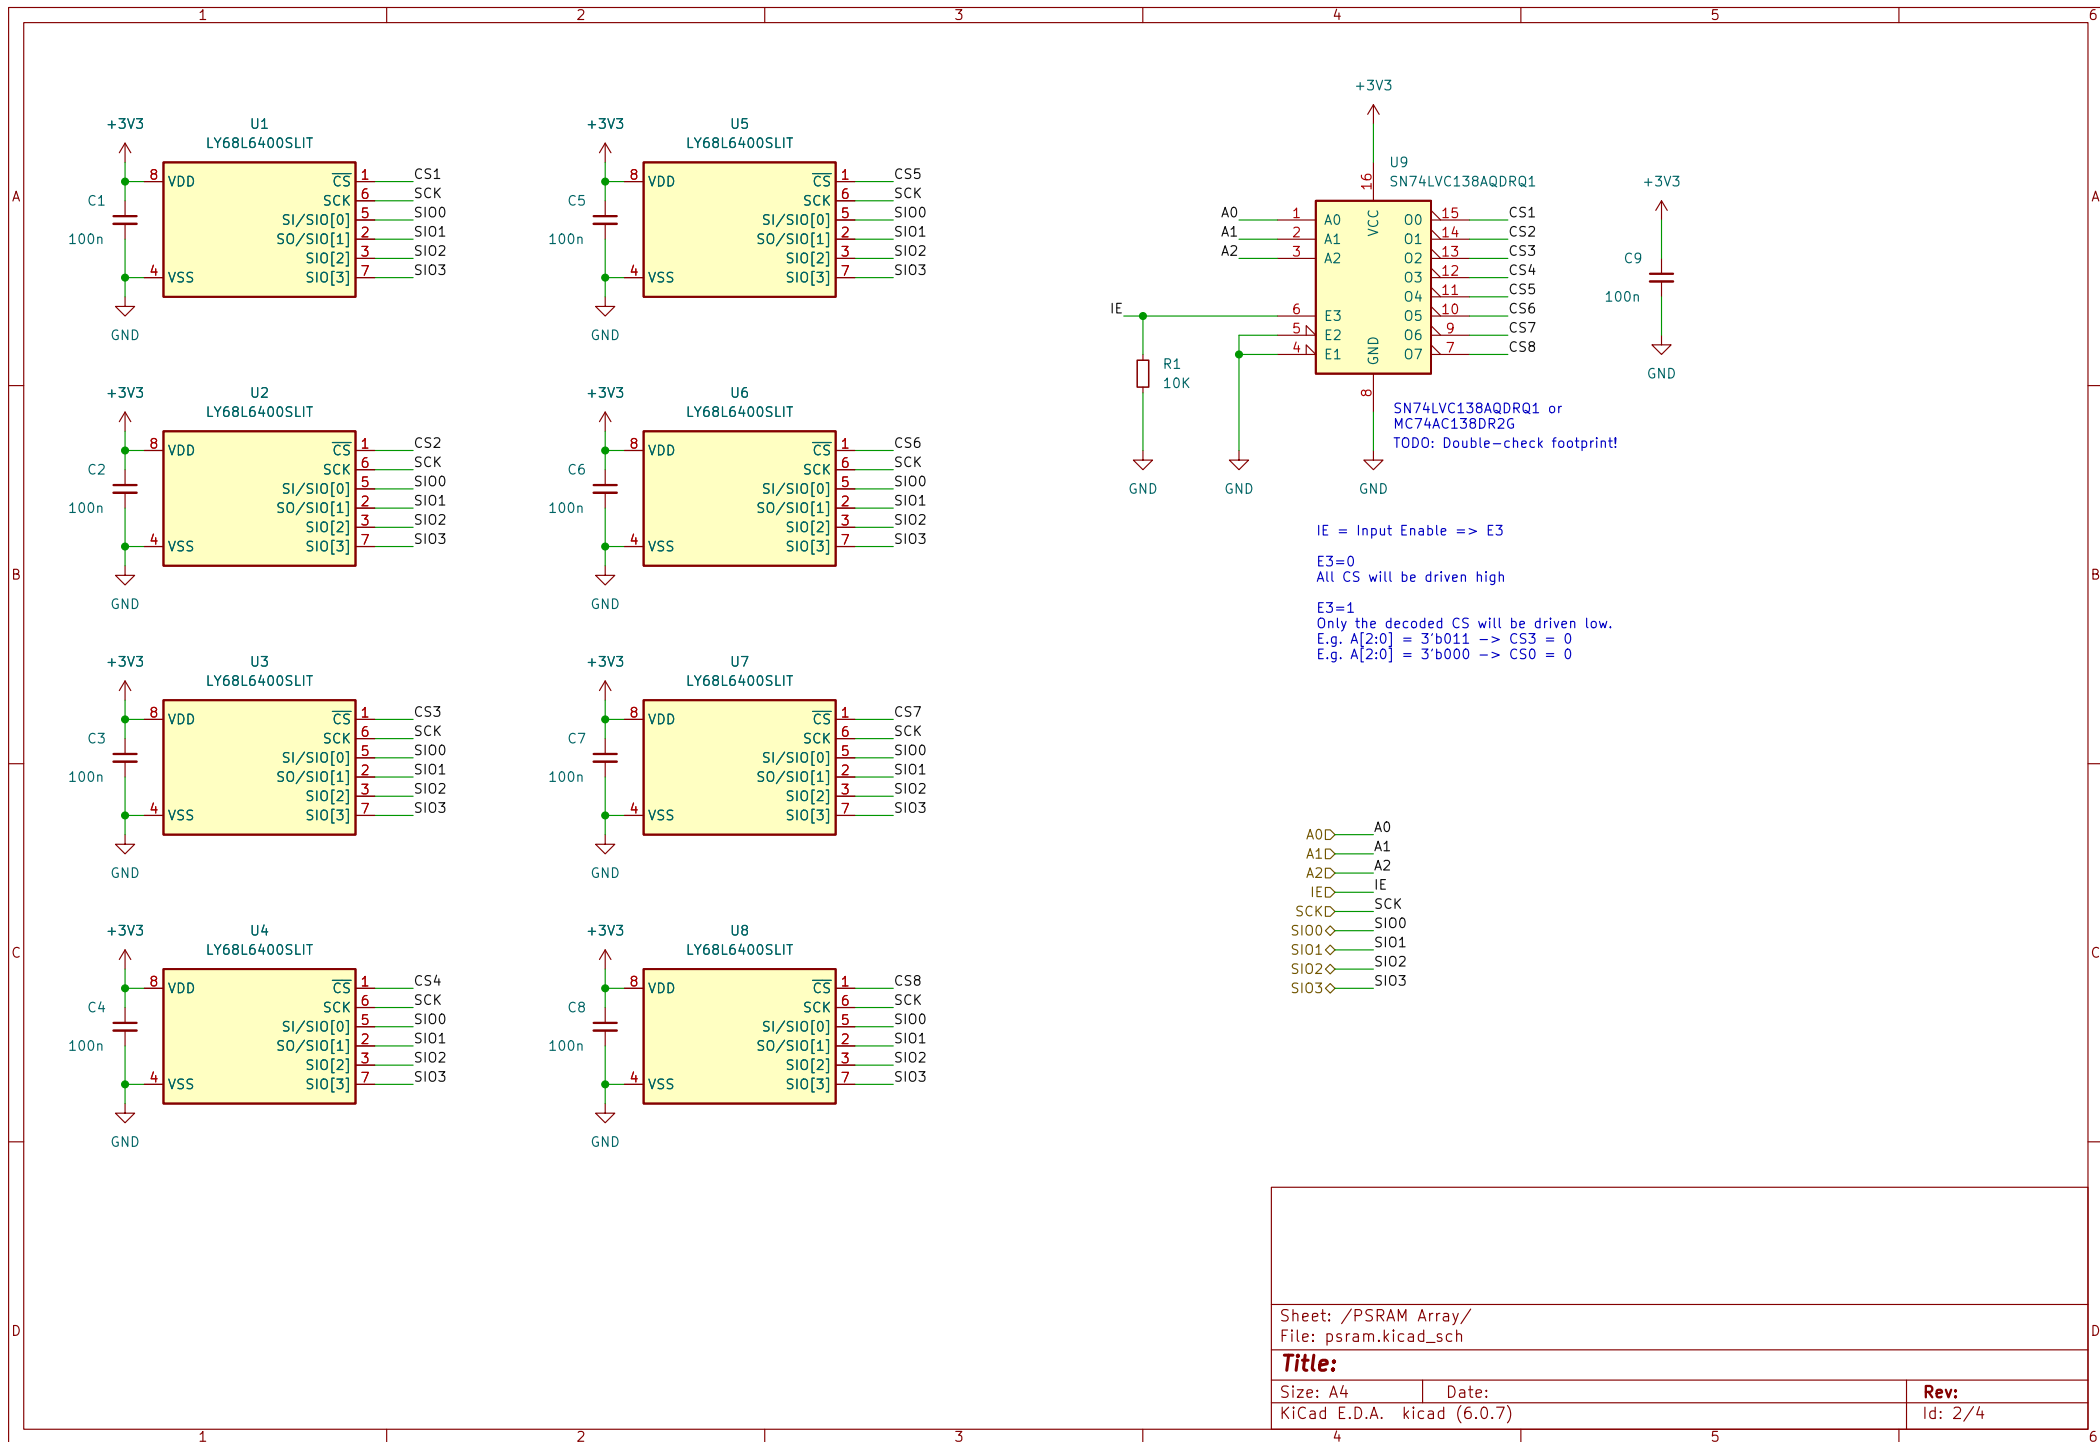 1 2 3 4 5 6
A
B
C
D
+3V3
U1
LY68L6400SLIT
8 VDD
C1
100n
4 VSS
GND
CS 1 CS1
SCK 6 SCK
SI/SIO[0] 5 SIO0
SO/SIO[1] 2 SIO1
SIO[2] 3 SIO2
SIO[3] 7 SIO3
+3V3
U5
LY68L6400SLIT
8 VDD
C5
100n
4 VSS
GND
CS 1 CS5
SCK 6 SCK
SI/SIO[0] 5 SIO0
SO/SIO[1] 2 SIO1
SIO[2] 3 SIO2
SIO[3] 7 SIO3
+3V3
U2
LY68L6400SLIT
8 VDD
C2
100n
4 VSS
GND
CS 1 CS2
SCK 6 SCK
SI/SIO[0] 5 SIO0
SO/SIO[1] 2 SIO1
SIO[2] 3 SIO2
SIO[3] 7 SIO3
+3V3
U6
LY68L6400SLIT
8 VDD
C6
100n
4 VSS
GND
CS 1 CS6
SCK 6 SCK
SI/SIO[0] 5 SIO0
SO/SIO[1] 2 SIO1
SIO[2] 3 SIO2
SIO[3] 7 SIO3
+3V3
U3
LY68L6400SLIT
8 VDD
C3
100n
4 VSS
GND
CS 1 CS3
SCK 6 SCK
SI/SIO[0] 5 SIO0
SO/SIO[1] 2 SIO1
SIO[2] 3 SIO2
SIO[3] 7 SIO3
+3V3
U7
LY68L6400SLIT
8 VDD
C7
100n
4 VSS
GND
CS 1 CS7
SCK 6 SCK
SI/SIO[0] 5 SIO0
SO/SIO[1] 2 SIO1
SIO[2] 3 SIO2
SIO[3] 7 SIO3
+3V3
U4
LY68L6400SLIT
8 VDD
C4
100n
4 VSS
GND
CS 1 CS4
SCK 6 SCK
SI/SIO[0] 5 SIO0
SO/SIO[1] 2 SIO1
SIO[2] 3 SIO2
SIO[3] 7 SIO3
+3V3
U8
LY68L6400SLIT
8 VDD
C8
100n
4 VSS
GND
CS 1 CS8
SCK 6 SCK
SI/SIO[0] 5 SIO0
SO/SIO[1] 2 SIO1
SIO[2] 3 SIO2
SIO[3] 7 SIO3
+3V3
U9
SN74LVC138AQDRQ1
16
VCC
A0 1 A0
A1 2 A1
A2 3 A2
IE 6 E3
5 E2
4 E1
O0 15 CS1
O1 14 CS2
O2 13 CS3
O3 12 CS4
O4 11 CS5
O5 10 CS6
O6 9 CS7
O7 7 CS8
GND
8
R1
10K
GND
GND
GND
+3V3
C9
100n
GND
SN74LVC138AQDRQ1 or
MC74AC138DR2G
TODO: Double-check footprint!
IE = Input Enable => E3
E3=0
All CS will be driven high
E3=1
Only the decoded CS will be driven low.
E.g. A[2:0] = 3'b011 -> CS3 = 0
E.g. A[2:0] = 3'b000 -> CS0 = 0
A0 A0
A1 A1
A2 A2
IE IE
SCK SCK
SIO0 SIO0
SIO1 SIO1
SIO2 SIO2
SIO3 SIO3
Sheet: /PSRAM Array/
File: psram.kicad_sch
Title:
Size: A4 Date: Rev:
KiCad E.D.A. kicad (6.0.7) Id: 2/4
A
B
C
D
1 2 3 4 5 6